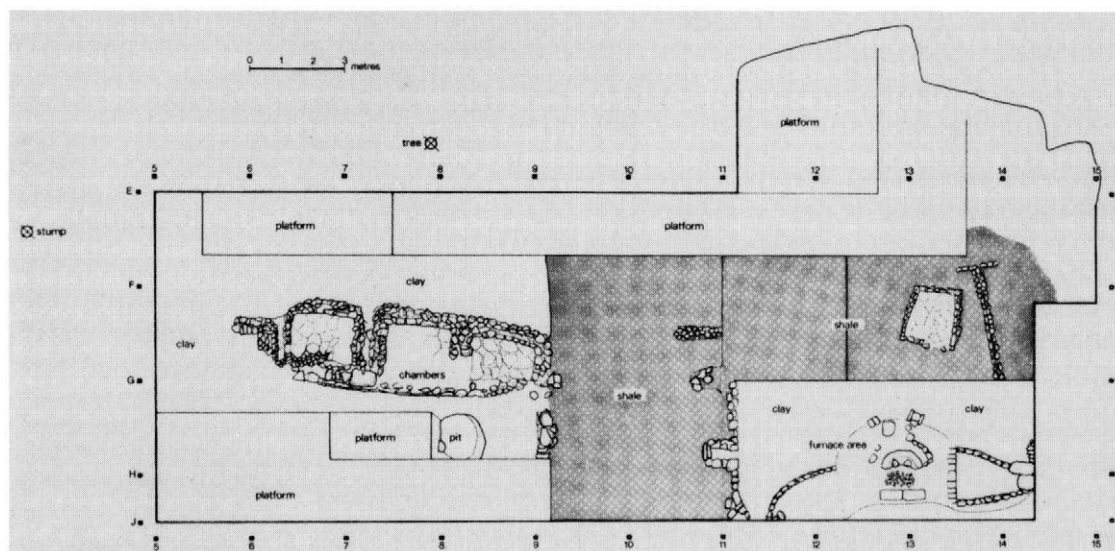 0 1 2 3 metres
platform
tree
5 6 7 8 9 10 11 12 13 14 15
E
stump
platform
platform
clay
F
clay
shale
chambers
G
shale
clay
clay
platform
pit
furnace area
H
platform
J
5 6 7 8 9 10 11 12 13 14 15